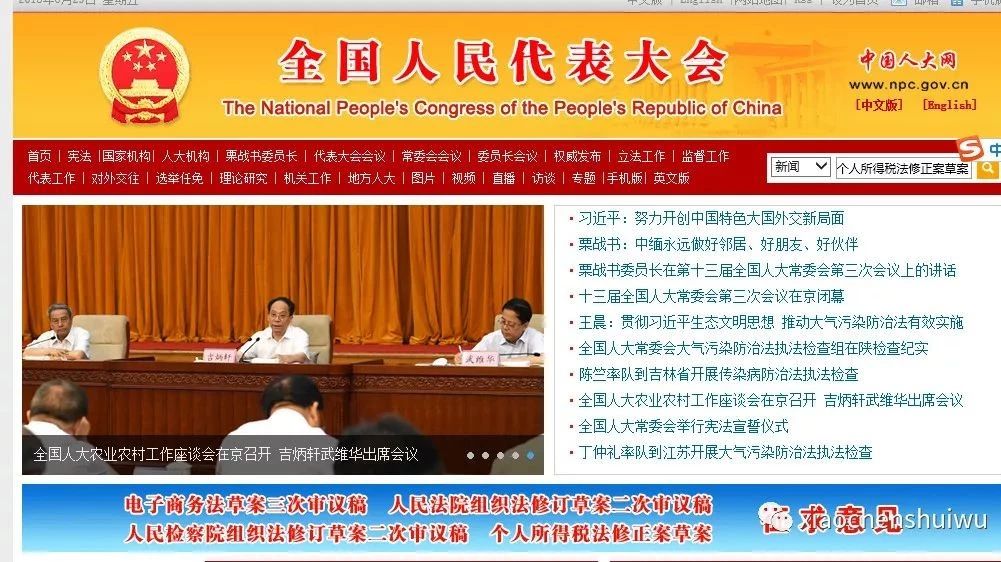 全国人民代表大会
The National People's Congress of the People's Republic of China
中国人大网
www.npc.gov.cn
[中文版] [English]
首页 | 宪法 |国家机构| 人大机构 | 栗战书委员长 | 代表大会会议 | 常委会会议 | 委员长会议 | 权威发布 | 立法工作 | 监督工作
代表工作 | 对外交往 | 选举任免 | 理论研究 | 机关工作 | 地方人大 | 图片 | 视频 | 直播 | 访谈 | 专题 |手机版| 英文版
新闻 个人所得税法修正案草案
S 中
吉炳轩
武维华
全国人大农业农村工作座谈会在京召开 吉炳轩武维华出席会议
习近平：努力开创中国特色大国外交新局面
栗战书：中缅永远做好邻居、好朋友、好伙伴
栗战书委员长在第十三届全国人大常委会第三次会议上的讲话
十三届全国人大常委会第三次会议在京闭幕
王晨：贯彻习近平生态文明思想 推动大气污染防治法有效实施
全国人大常委会大气污染防治法执法检查组在陕检查纪实
陈竺率队到吉林省开展传染病防治法执法检查
全国人大农业农村工作座谈会在京召开 吉炳轩武维华出席会议
全国人大常委会举行宪法宣誓仪式
丁仲礼率队到江苏开展大气污染防治法执法检查
电子商务法草案三次审议稿 人民法院组织法修订草案二次审议稿
人民检察院组织法修订草案二次审议稿 个人所得税法修正案草案
征求意见
xiaochenshuiwu